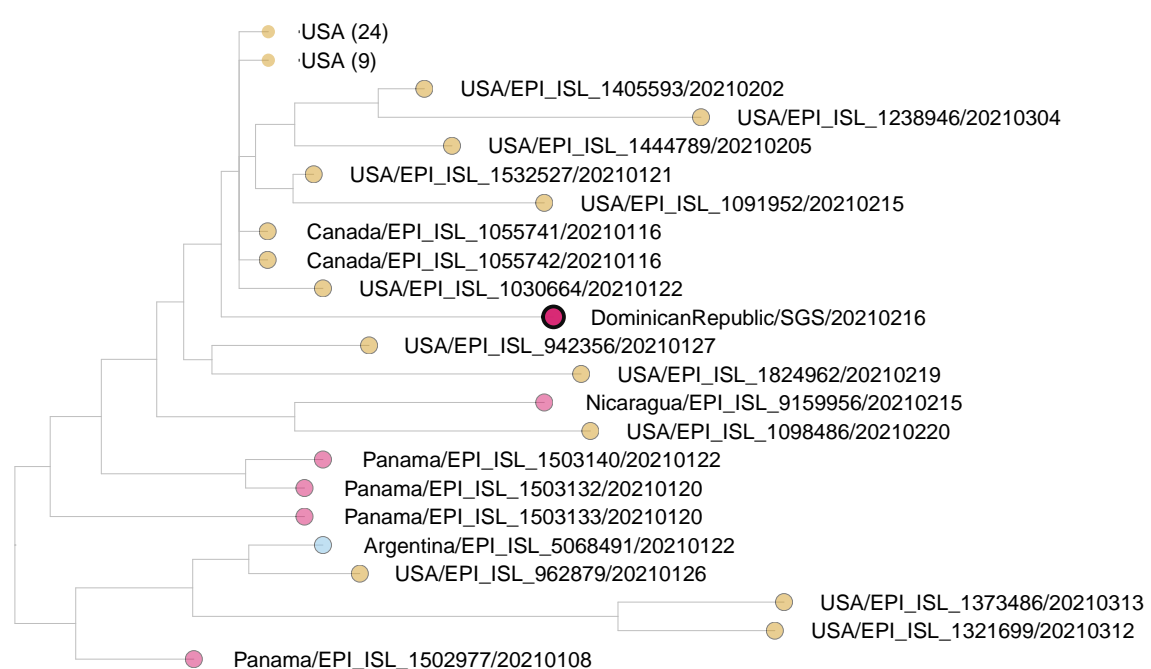 USA (24)
USA (9)
USA/EPI_ISL_1405593/20210202
USA/EPI_ISL_1238946/20210304
USA/EPI_ISL_1444789/20210205
USA/EPI_ISL_1532527/20210121
USA/EPI_ISL_1091952/20210215
Canada/EPI_ISL_1055741/20210116
Canada/EPI_ISL_1055742/20210116
USA/EPI_ISL_1030664/20210122
DominicanRepublic/SGS/20210216
USA/EPI_ISL_942356/20210127
USA/EPI_ISL_1824962/20210219
Nicaragua/EPI_ISL_9159956/20210215
USA/EPI_ISL_1098486/20210220
Panama/EPI_ISL_1503140/20210122
Panama/EPI_ISL_1503132/20210120
Panama/EPI_ISL_1503133/20210120
Argentina/EPI_ISL_5068491/20210122
USA/EPI_ISL_962879/20210126
USA/EPI_ISL_1373486/20210313
USA/EPI_ISL_1321699/20210312
Panama/EPI_ISL_1502977/20210108